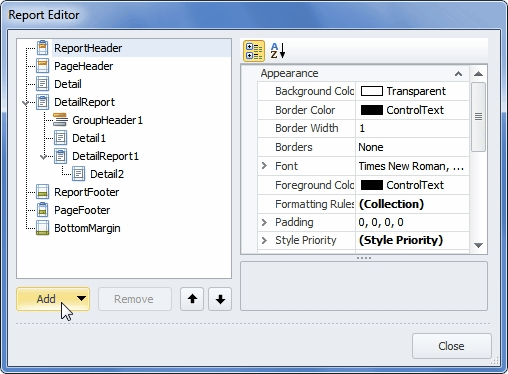 Report Editor
ReportHeader
PageHeader
Detail
DetailReport
GroupHeader1
Detail1
DetailReport1
Detail2
ReportFooter
PageFooter
BottomMargin
Add
Remove
A
Z
Appearance
Background Colo Transparent
Border Color ControlText
Border Width 1
Borders None
Font Times New Roman, ...
Foreground Colo ControlText
Formatting Rules (Collection)
Padding 0, 0, 0, 0
Style Priority (Style Priority)
Close